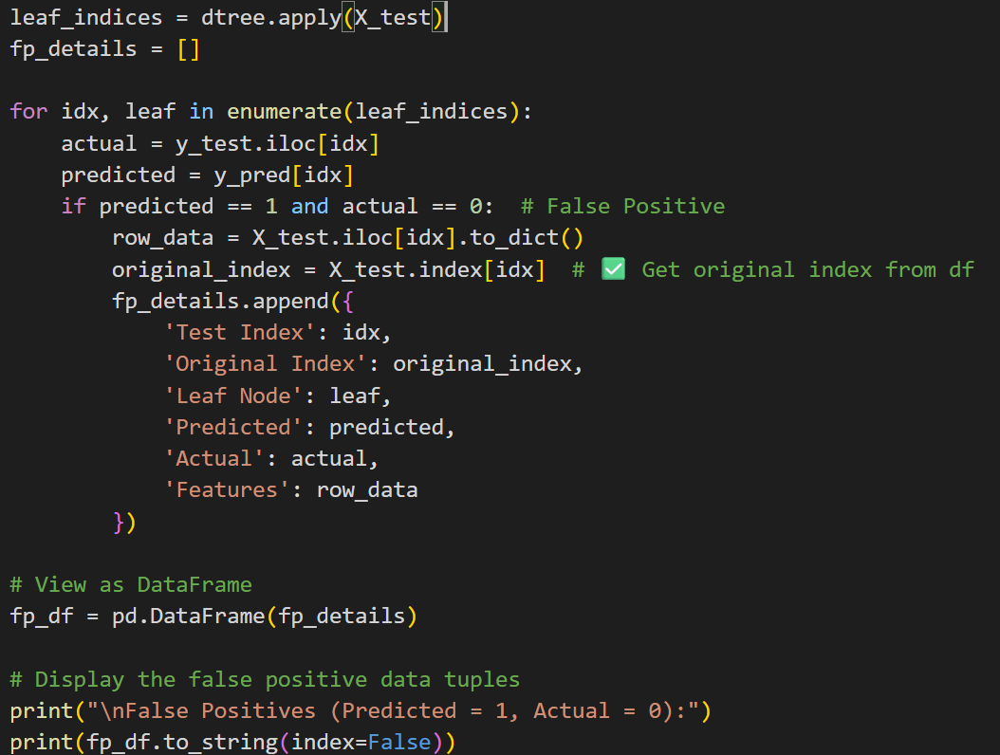 leaf_indices = dtree.apply(X_test)
fp_details = []

for idx, leaf in enumerate(leaf_indices):
    actual = y_test.iloc[idx]
    predicted = y_pred[idx]
    if predicted == 1 and actual == 0:  # False Positive
        row_data = X_test.iloc[idx].to_dict()
        original_index = X_test.index[idx]  # ✅ Get original index from df
        fp_details.append({
            'Test Index': idx,
            'Original Index': original_index,
            'Leaf Node': leaf,
            'Predicted': predicted,
            'Actual': actual,
            'Features': row_data
        })

# View as DataFrame
fp_df = pd.DataFrame(fp_details)

# Display the false positive data tuples
print("\nFalse Positives (Predicted = 1, Actual = 0):")
print(fp_df.to_string(index=False))